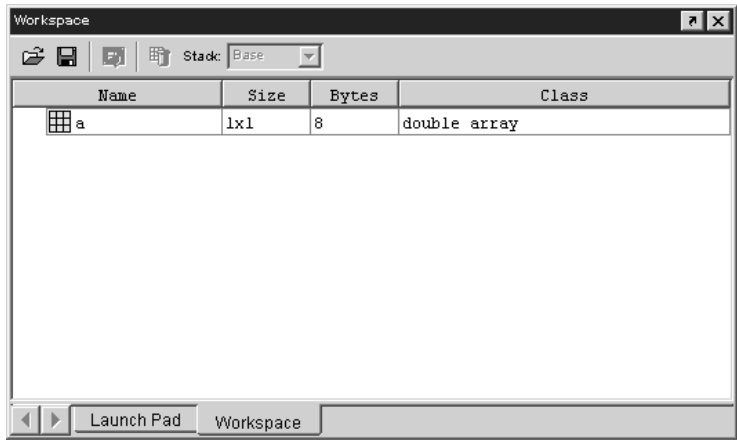 Workspace
Stack: Base
Name Size Bytes Class
a 1x1 8 double array
Launch Pad Workspace